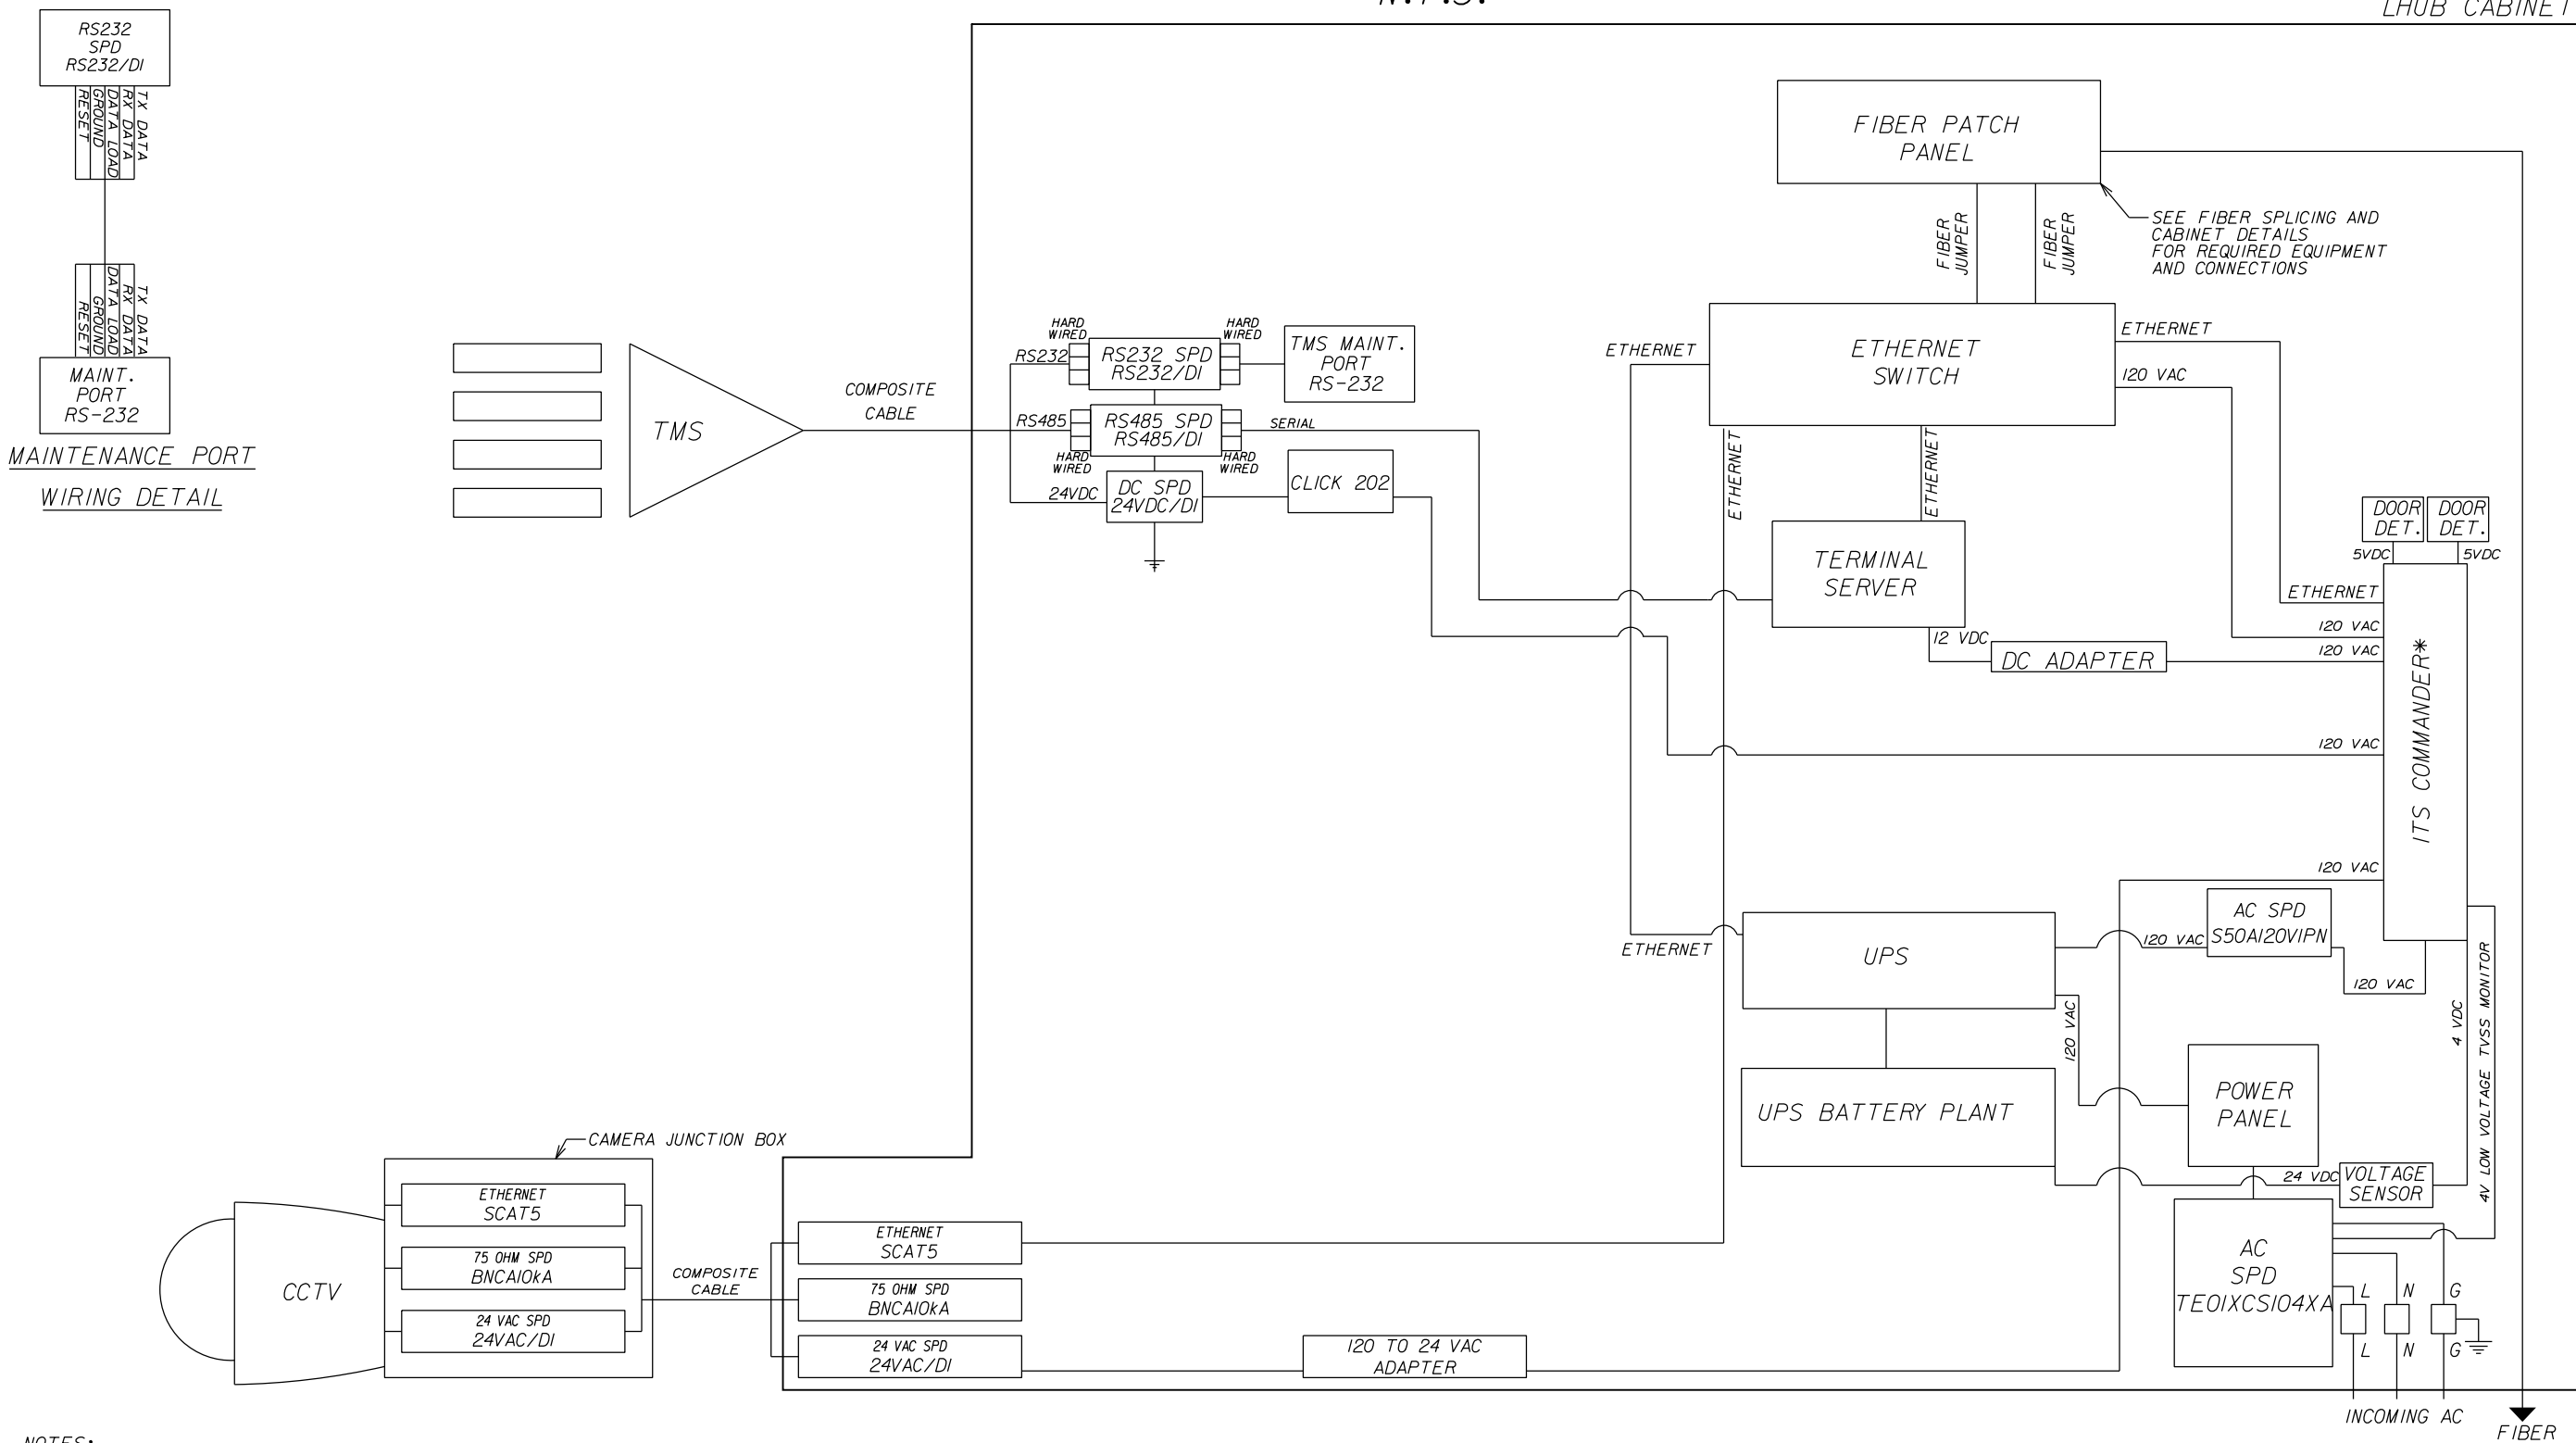 N.T.S.
LHUB CABINET
RS232
SPD
RS232/DI
TX DATA
RX DATA
DATA LOAD
GROUND
RESET
TX DATA
RX DATA
DATA LOAD
GROUND
RESET
MAINT.
PORT
RS-232
MAINTENANCE PORT
WIRING DETAIL
TMS
COMPOSITE
CABLE
HARD
WIRED
RS232
RS232 SPD
RS232/DI
HARD
WIRED
TMS MAINT.
PORT
RS-232
RS485
RS485 SPD
RS485/DI
SERIAL
HARD
WIRED
HARD
WIRED
24VDC
DC SPD
24VDC/DI
CLICK 202
FIBER PATCH
PANEL
FIBER
JUMPER
FIBER
JUMPER
SEE FIBER SPLICING AND
CABINET DETAILS
FOR REQUIRED EQUIPMENT
AND CONNECTIONS
ETHERNET
ETHERNET
SWITCH
ETHERNET
120 VAC
ETHERNET
ETHERNET
TERMINAL
SERVER
12 VDC
DC ADAPTER
DOOR
DET.
DOOR
DET.
5VDC
5VDC
ETHERNET
120 VAC
120 VAC
120 VAC
120 VAC
ITS COMMANDER*
ETHERNET
UPS
120 VAC
AC SPD
S50A120V1PN
120 VAC
120 VAC
4 VDC
4V LOW VOLTAGE TVSS MONITOR
UPS BATTERY PLANT
POWER
PANEL
24 VDC
VOLTAGE
SENSOR
AC
SPD
TE01XCS104XA
L
N
G
L
N
G
INCOMING AC
FIBER
CAMERA JUNCTION BOX
CCTV
ETHERNET
SCAT5
75 OHM SPD
BNCA10kA
24 VAC SPD
24VAC/DI
COMPOSITE
CABLE
ETHERNET
SCAT5
75 OHM SPD
BNCA10kA
24 VAC SPD
24VAC/DI
120 TO 24 VAC
ADAPTER
NOTES: